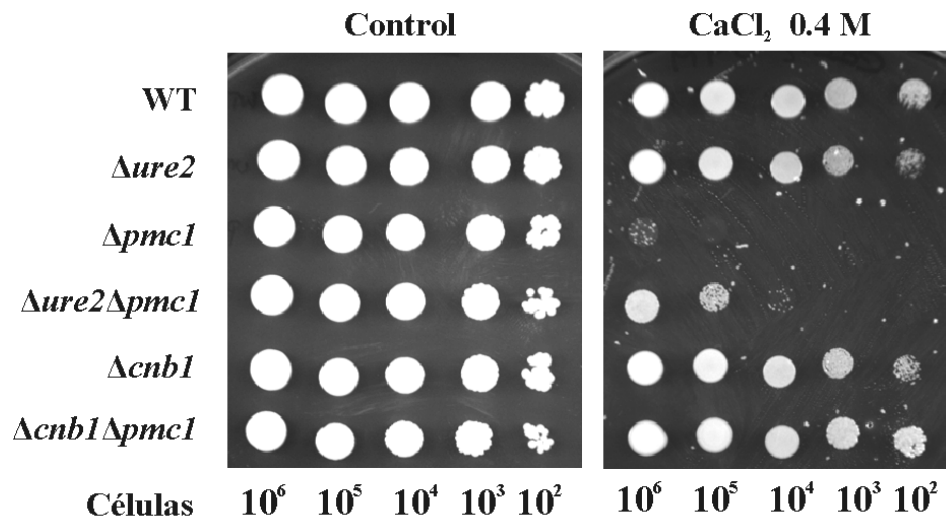 Control
CaCl₂ 0.4 M
WT
Δure2
Δpmc1
Δure2Δpmc1
Δcnb1
Δcnb1Δpmc1
Células 10⁶ 10⁵ 10⁴ 10³ 10² 10⁶ 10⁵ 10⁴ 10³ 10²